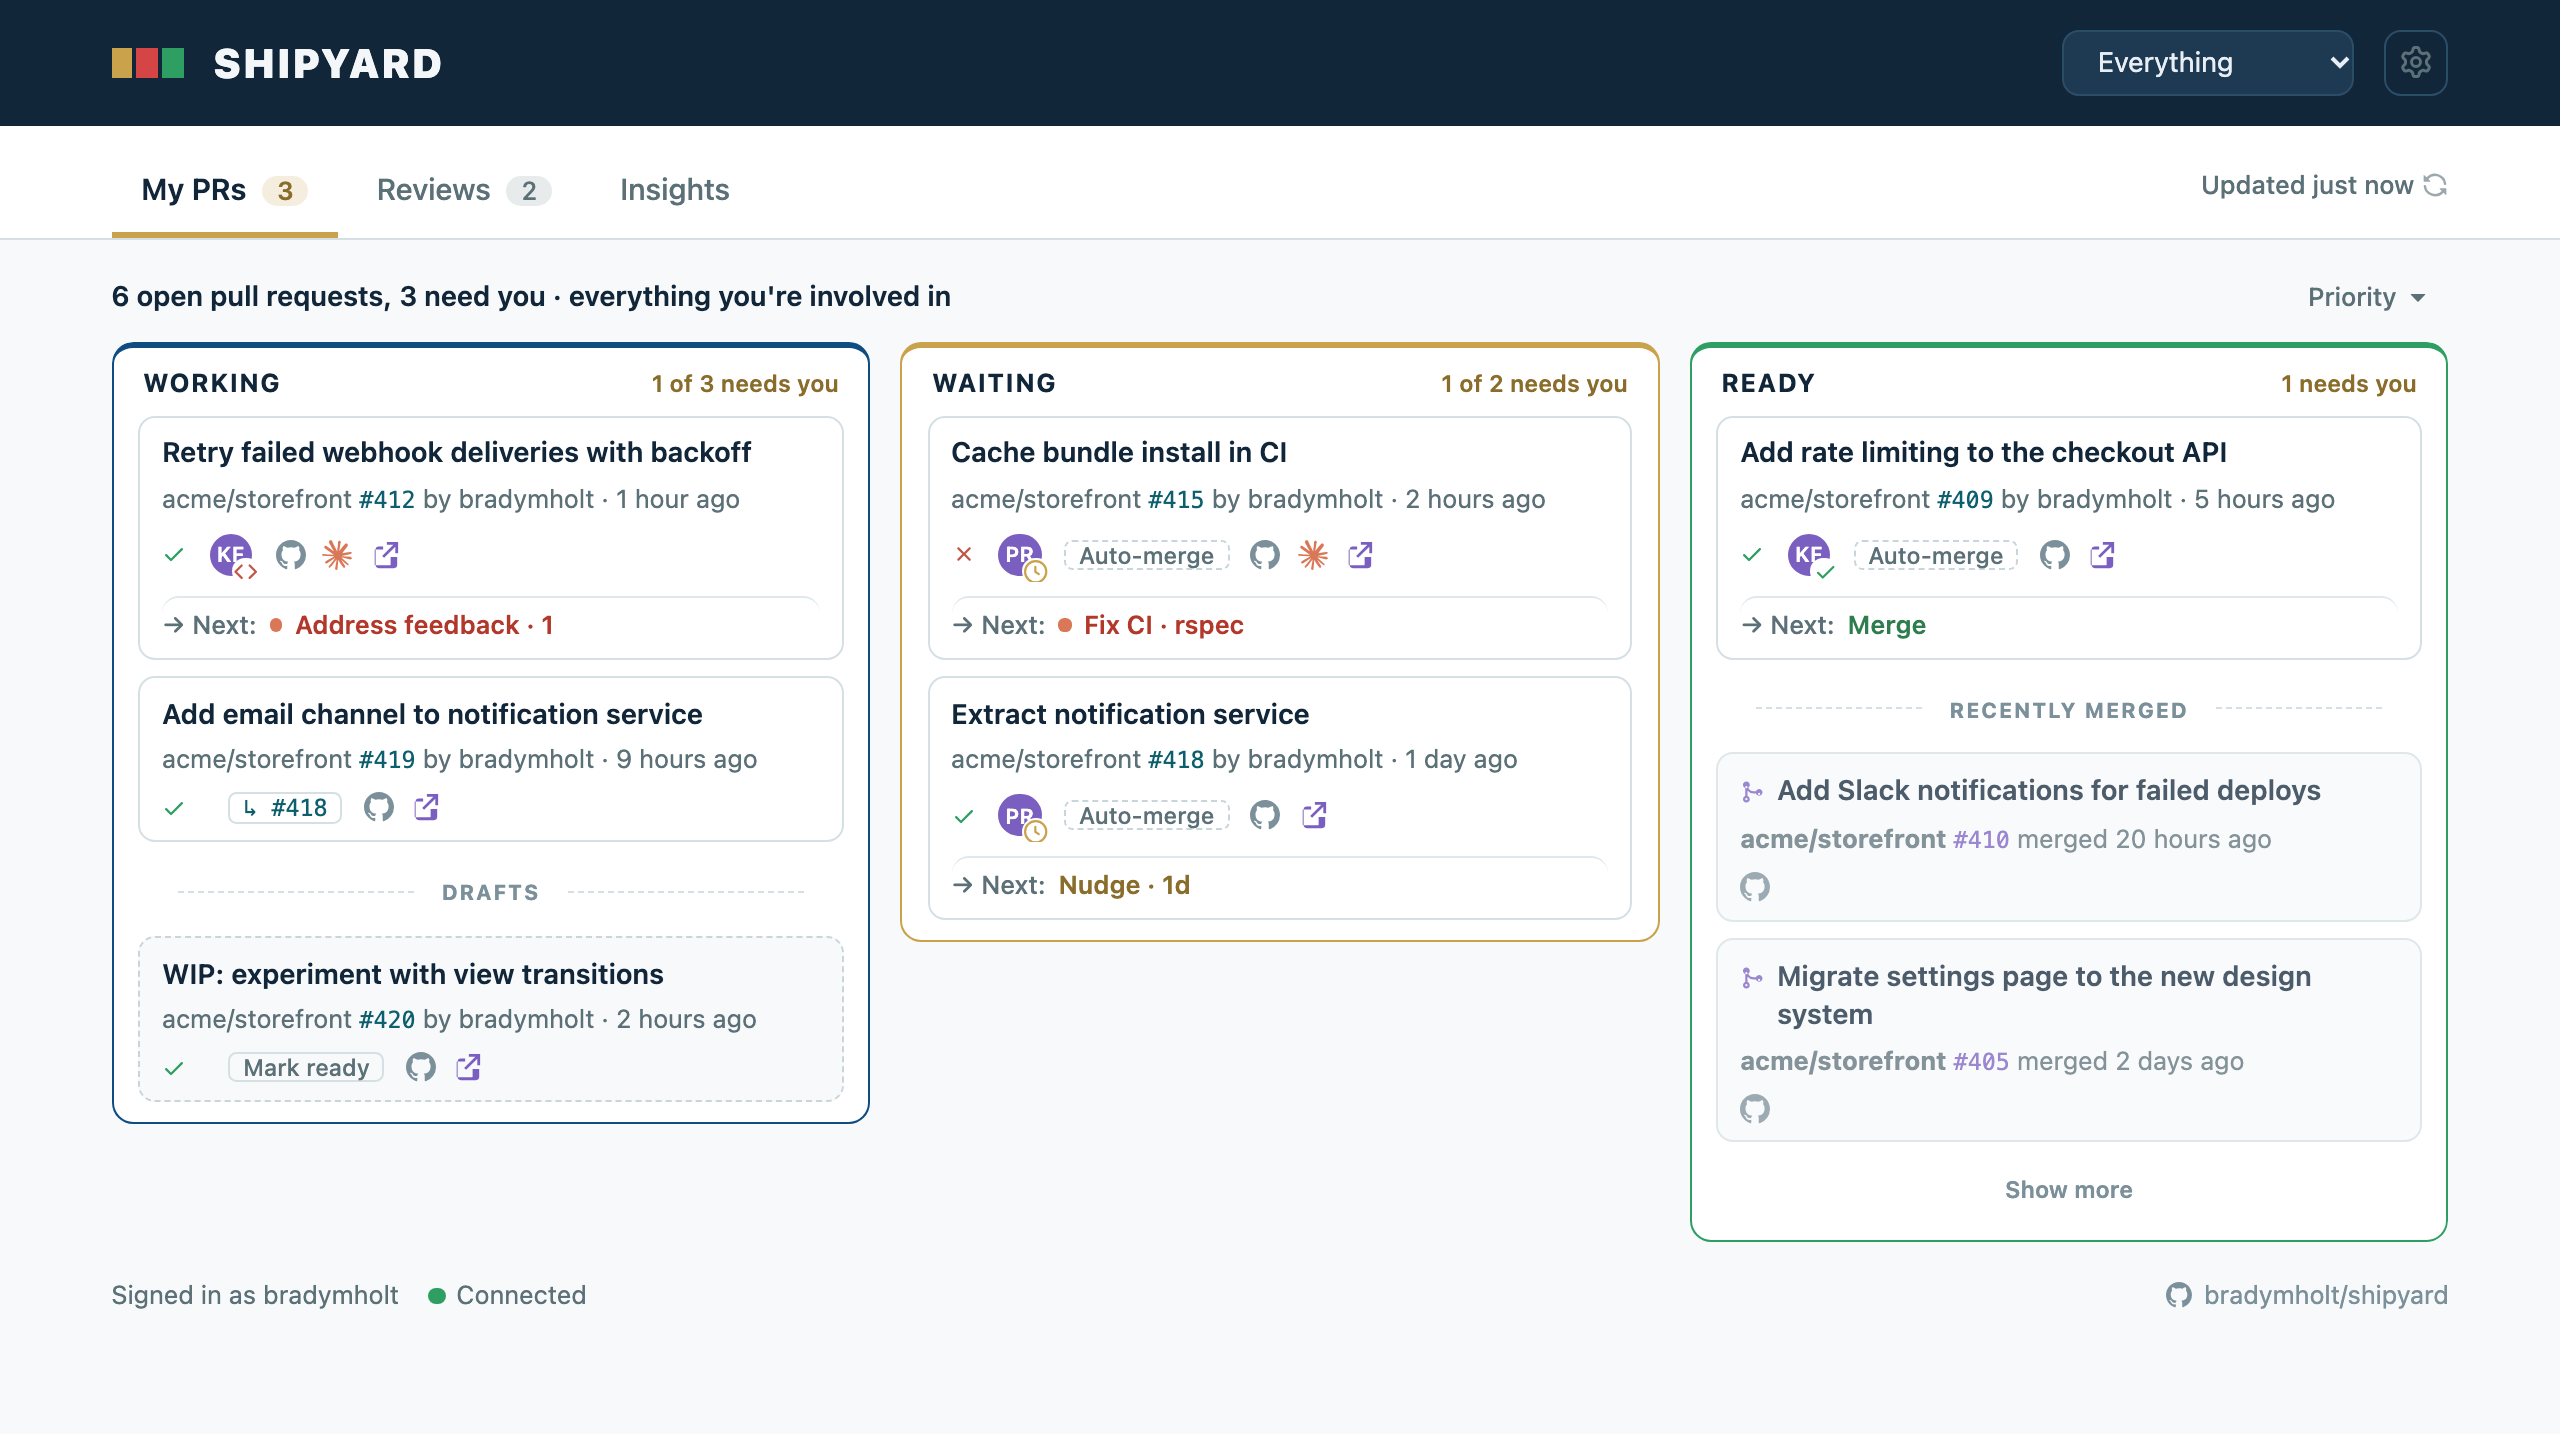 SHIPYARD
Everything
My PRs 3
Reviews 2
Insights
Updated just now
6 open pull requests, 3 need you · everything you're involved in
Priority
WORKING
1 of 3 needs you
Retry failed webhook deliveries with backoff
acme/storefront #412 by bradymholt · 1 hour ago
KF
→ Next: Address feedback · 1
Add email channel to notification service
acme/storefront #419 by bradymholt · 9 hours ago
↳ #418
DRAFTS
WIP: experiment with view transitions
acme/storefront #420 by bradymholt · 2 hours ago
Mark ready
WAITING
1 of 2 needs you
Cache bundle install in CI
acme/storefront #415 by bradymholt · 2 hours ago
PR Auto-merge
→ Next: Fix CI · rspec
Extract notification service
acme/storefront #418 by bradymholt · 1 day ago
PR Auto-merge
→ Next: Nudge · 1d
READY
1 needs you
Add rate limiting to the checkout API
acme/storefront #409 by bradymholt · 5 hours ago
KF Auto-merge
→ Next: Merge
RECENTLY MERGED
Add Slack notifications for failed deploys
acme/storefront #410 merged 20 hours ago
Migrate settings page to the new design
system
acme/storefront #405 merged 2 days ago
Show more
Signed in as bradymholt
Connected
bradymholt/shipyard